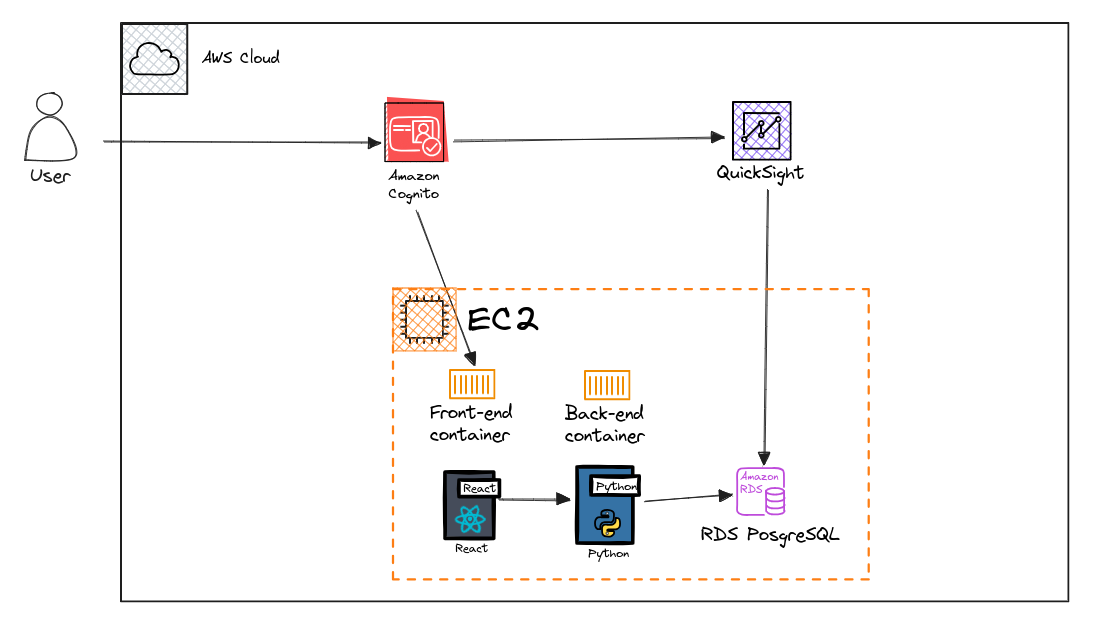 AWS Cloud
User
Amazon
Cognito
QuickSight
EC2
Front-end
container
Back-end
container
React
Python
Amazon
RDS
React
Python
RDS PosgreSQL